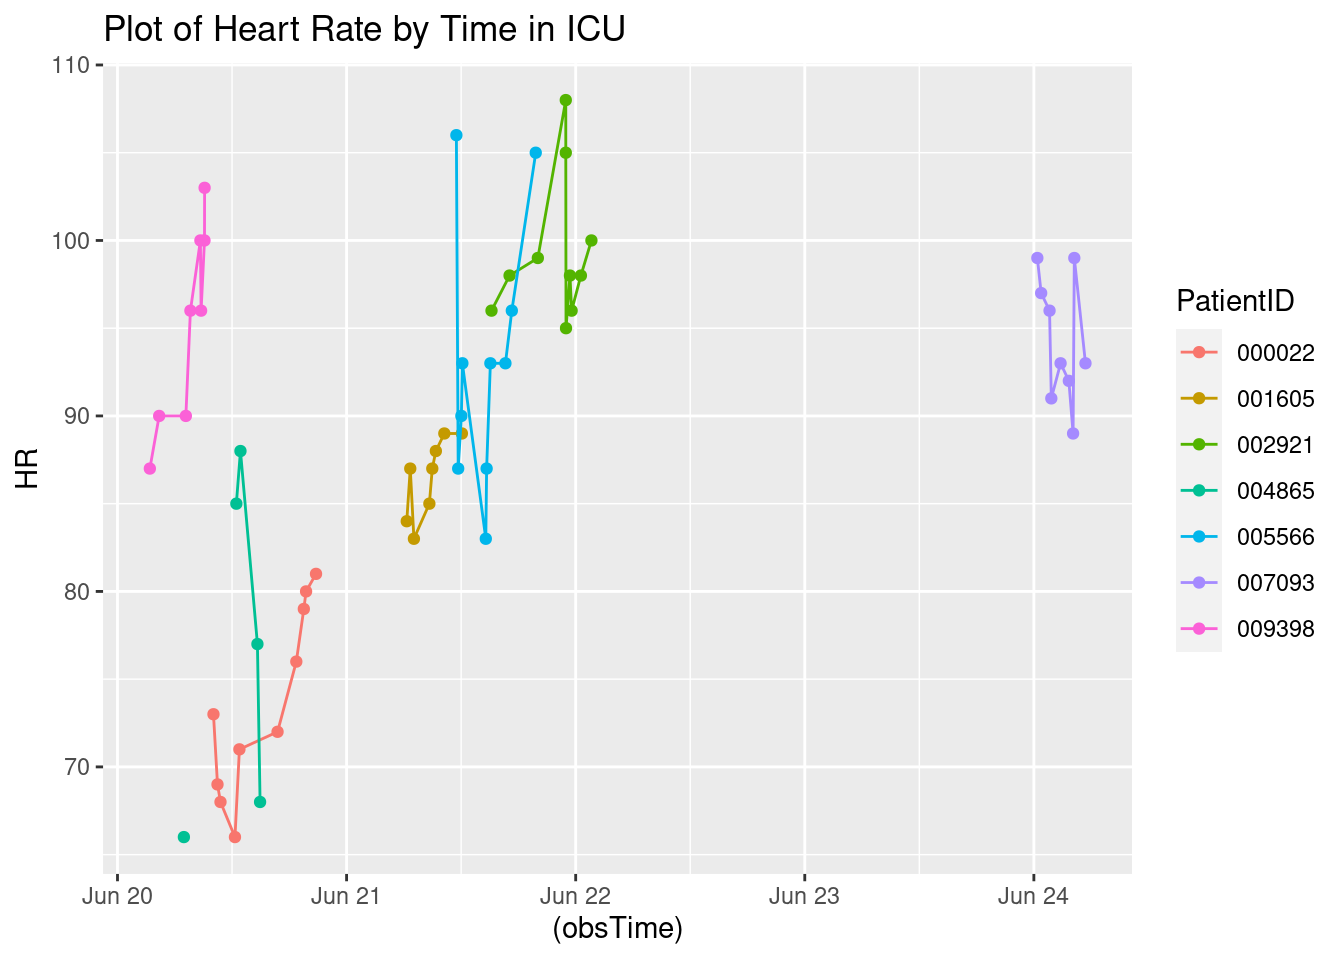 Plot of Heart Rate by Time in ICU
110
100
90
80
70
HR
Jun 20
Jun 21
Jun 22
Jun 23
Jun 24
(obsTime)
PatientID
000022
001605
002921
004865
005566
007093
009398